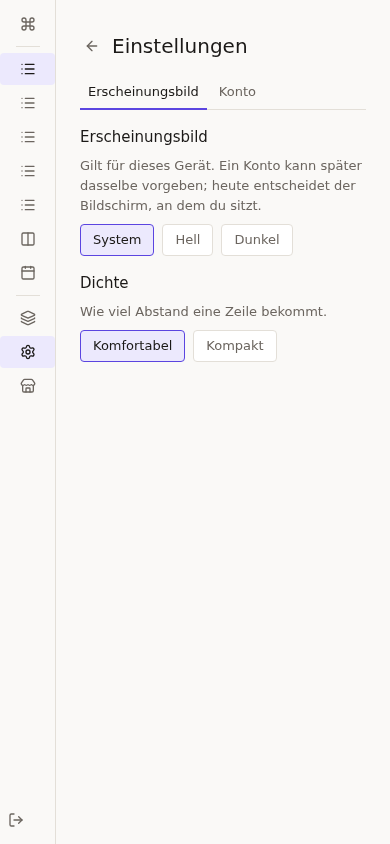 Einstellungen
Erscheinungsbild Konto
Erscheinungsbild
Gilt für dieses Gerät. Ein Konto kann später
dasselbe vorgeben; heute entscheidet der
Bildschirm, an dem du sitzt.
System Hell Dunkel
Dichte
Wie viel Abstand eine Zeile bekommt.
Komfortabel Kompakt